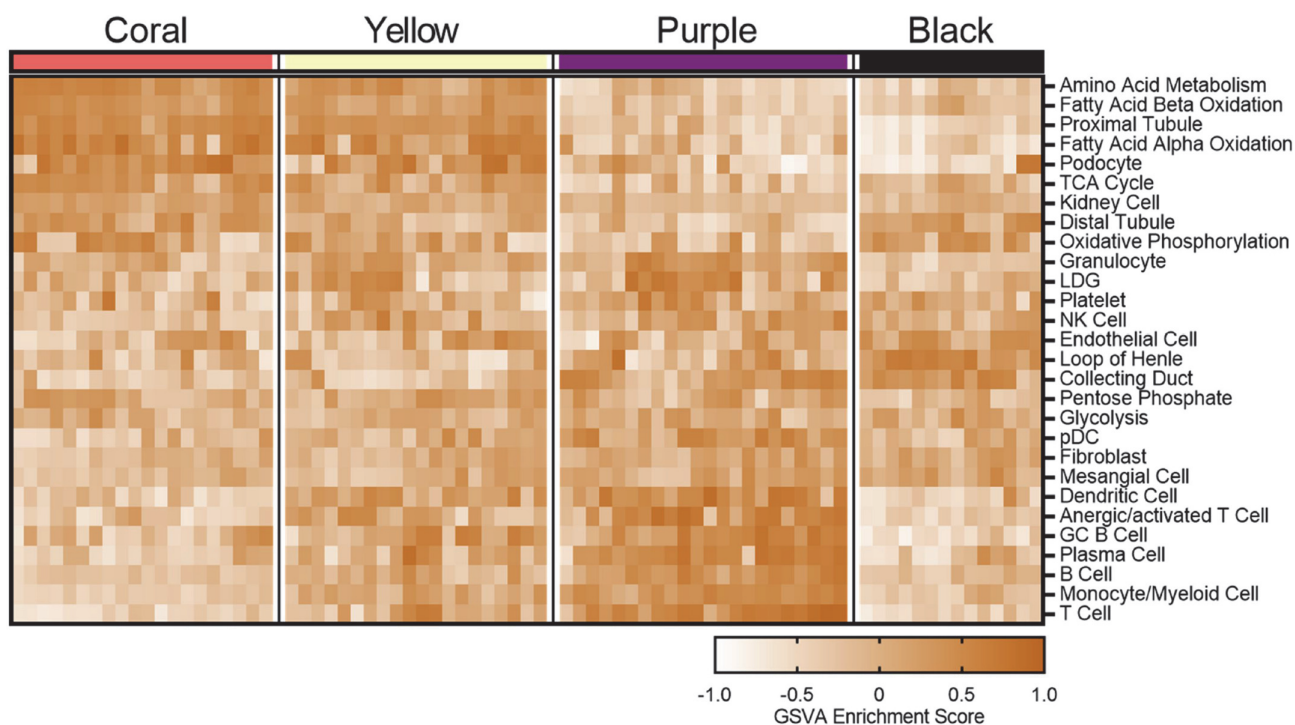 Coral Yellow Purple Black
Amino Acid Metabolism
Fatty Acid Beta Oxidation
Proximal Tubule
Fatty Acid Alpha Oxidation
Podocyte
TCA Cycle
Kidney Cell
Distal Tubule
Oxidative Phosphorylation
Granulocyte
LDG
Platelet
NK Cell
Endothelial Cell
Loop of Henle
Collecting Duct
Pentose Phosphate
Glycolysis
pDC
Fibroblast
Mesangial Cell
Dendritic Cell
Anergic/activated T Cell
GC B Cell
Plasma Cell
B Cell
Monocyte/Myeloid Cell
T Cell
-1.0 -0.5 0 0.5 1.0
GSVA Enrichment Score